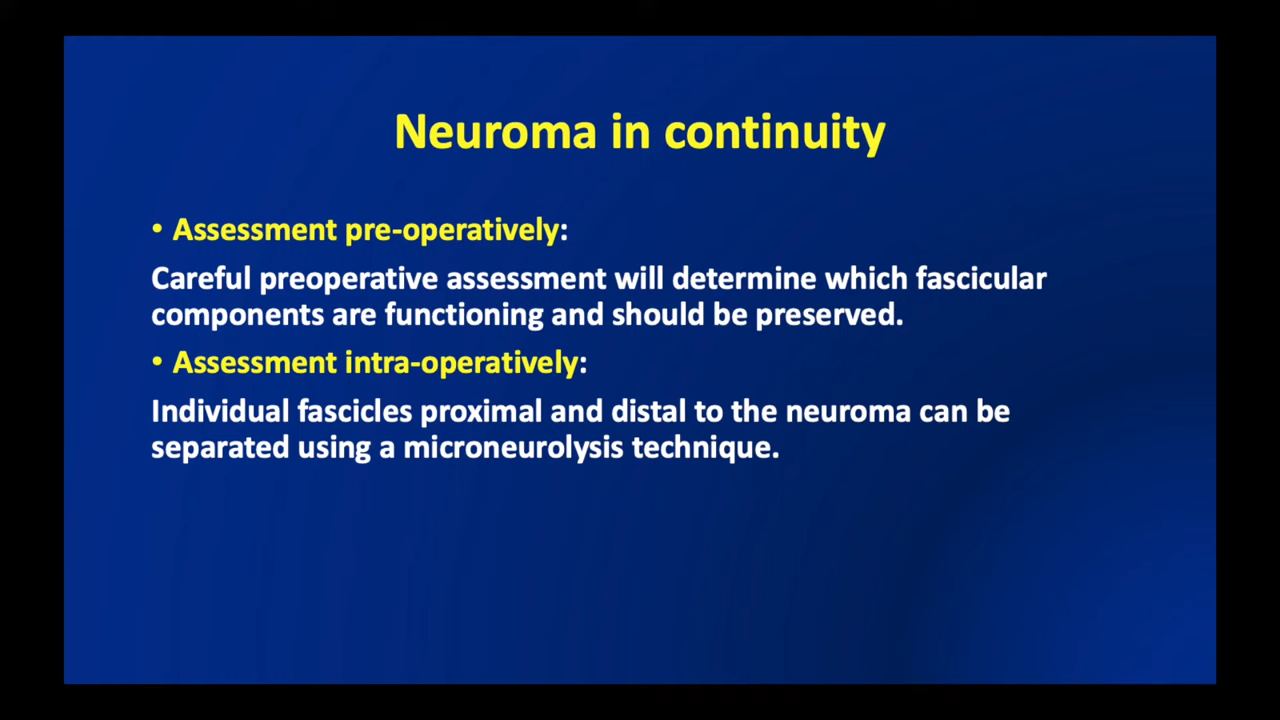 Neuroma in continuity
• Assessment pre-operatively:
Careful preoperative assessment will determine which fascicular
components are functioning and should be preserved.
• Assessment intra-operatively:
Individual fascicles proximal and distal to the neuroma can be
separated using a microneurolysis technique.